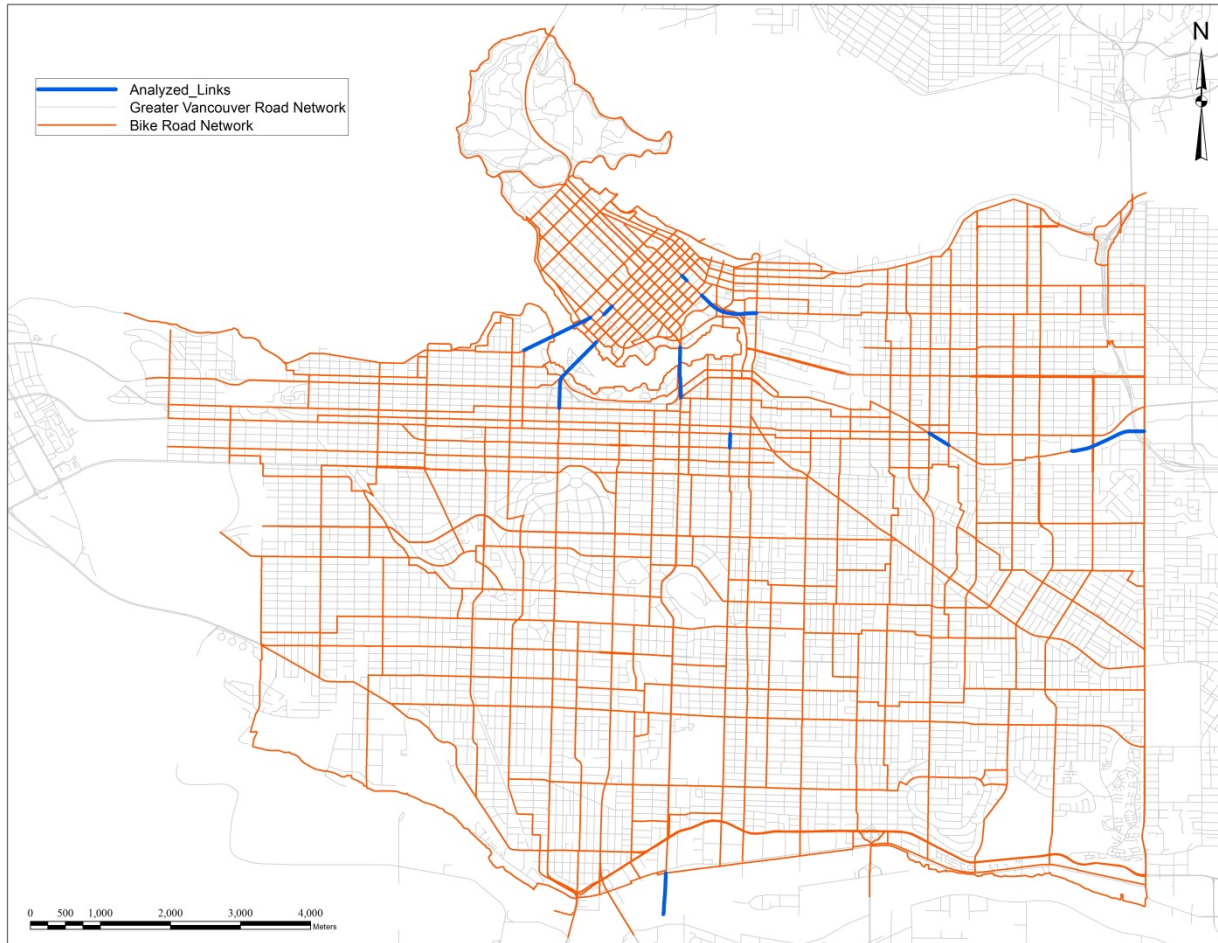 N
Analyzed_Links
Greater Vancouver Road Network
Bike Road Network
0 500 1,000 2,000 3,000 4,000
Meters